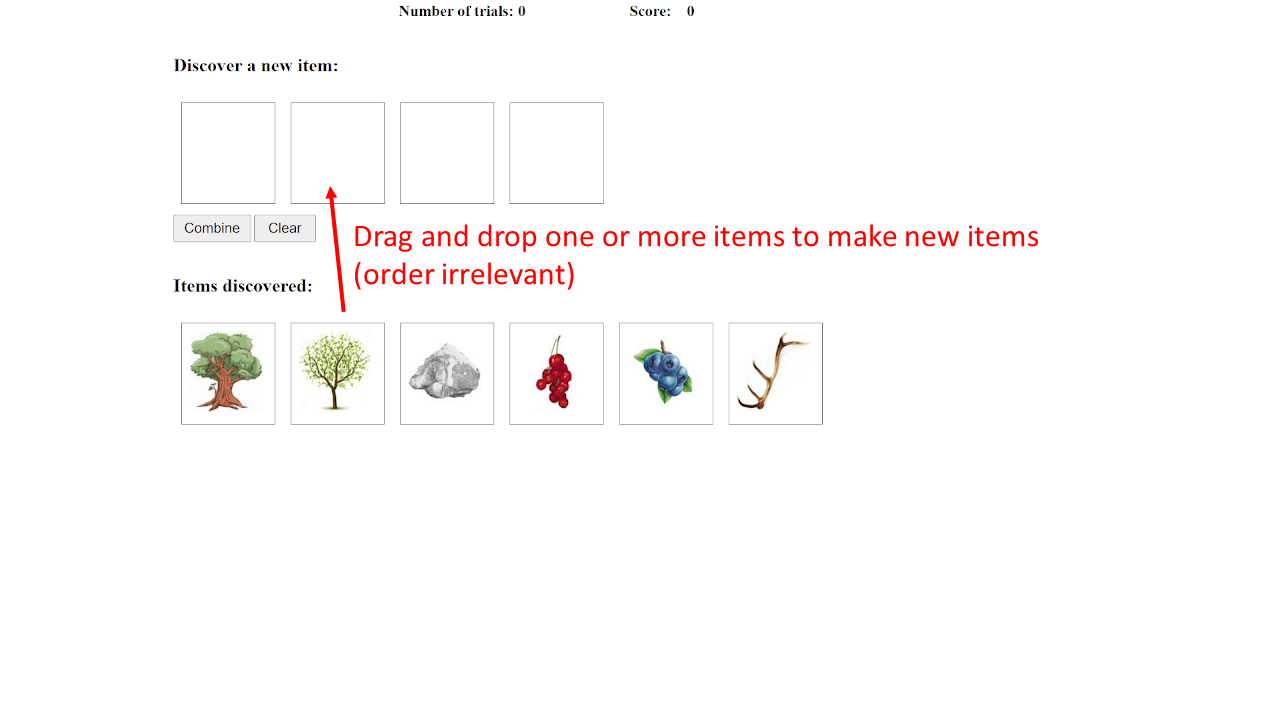 Number of trials: 0 Score: 0
Discover a new item:
Combine Clear
Drag and drop one or more items to make new items
(order irrelevant)
Items discovered: